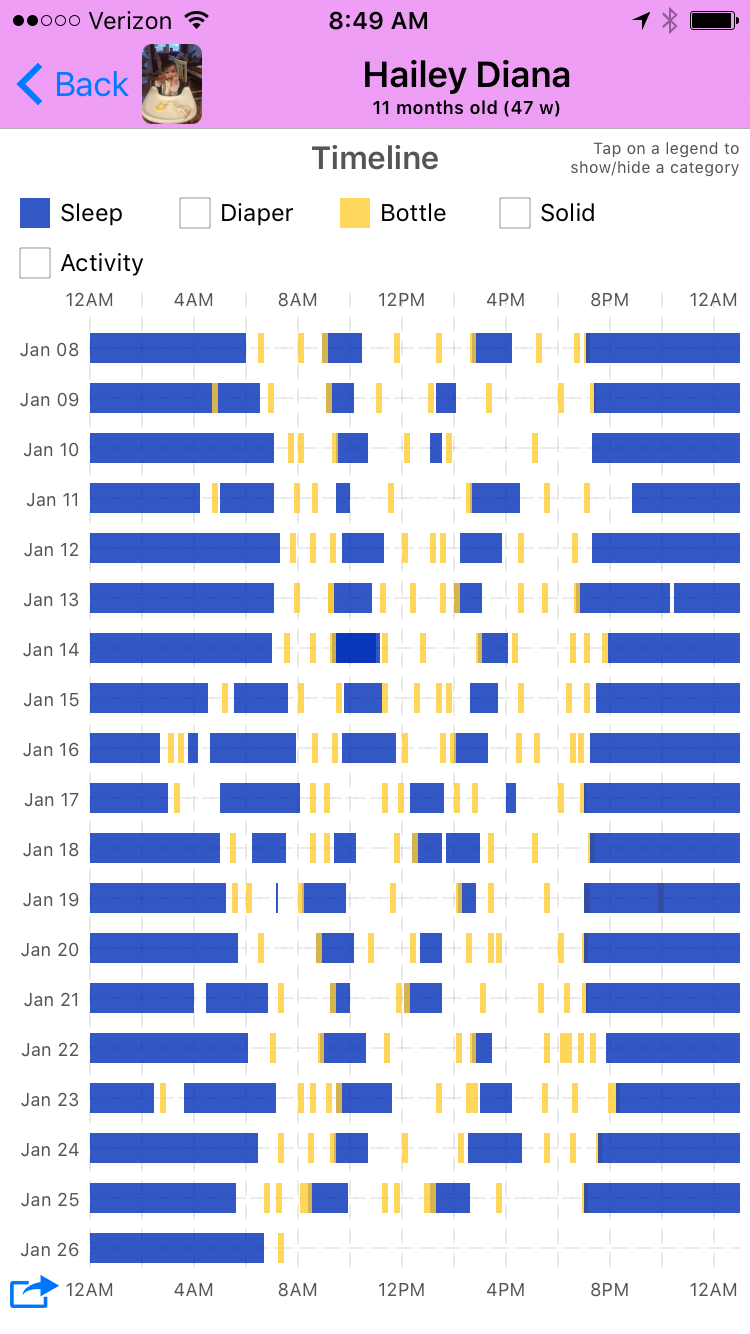 Verizon 8:49 AM
Back Hailey Diana
11 months old (47 w)
Timeline
Tap on a legend to
show/hide a category
Sleep Diaper Bottle Solid
Activity
12AM 4AM 8AM 12PM 4PM 8PM 12AM
Jan 08
Jan 09
Jan 10
Jan 11
Jan 12
Jan 13
Jan 14
Jan 15
Jan 16
Jan 17
Jan 18
Jan 19
Jan 20
Jan 21
Jan 22
Jan 23
Jan 24
Jan 25
Jan 26
12AM 4AM 8AM 12PM 4PM 8PM 12AM